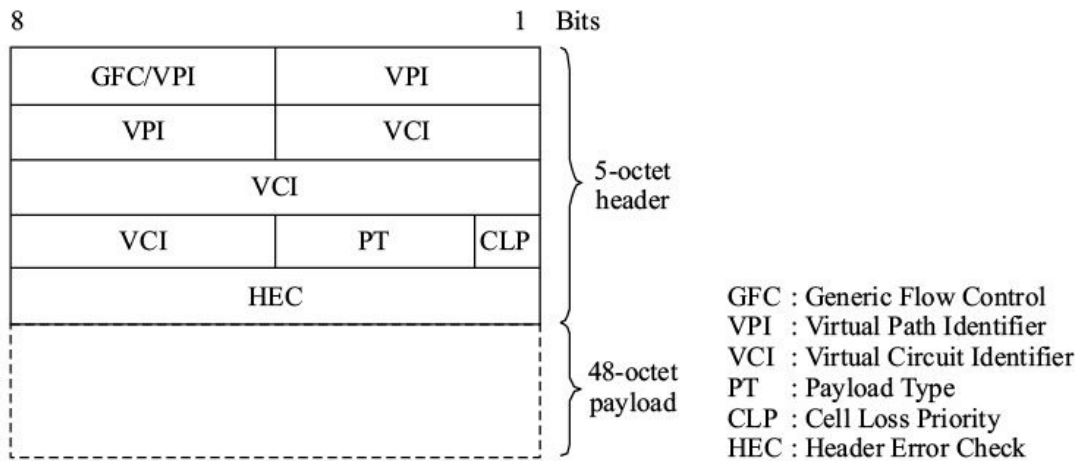 8 1 Bits
GFC/VPI VPI
VPI VCI
VCI
VCI PT CLP
HEC
5-octet
header
48-octet
payload
GFC : Generic Flow Control
VPI : Virtual Path Identifier
VCI : Virtual Circuit Identifier
PT : Payload Type
CLP : Cell Loss Priority
HEC : Header Error Check